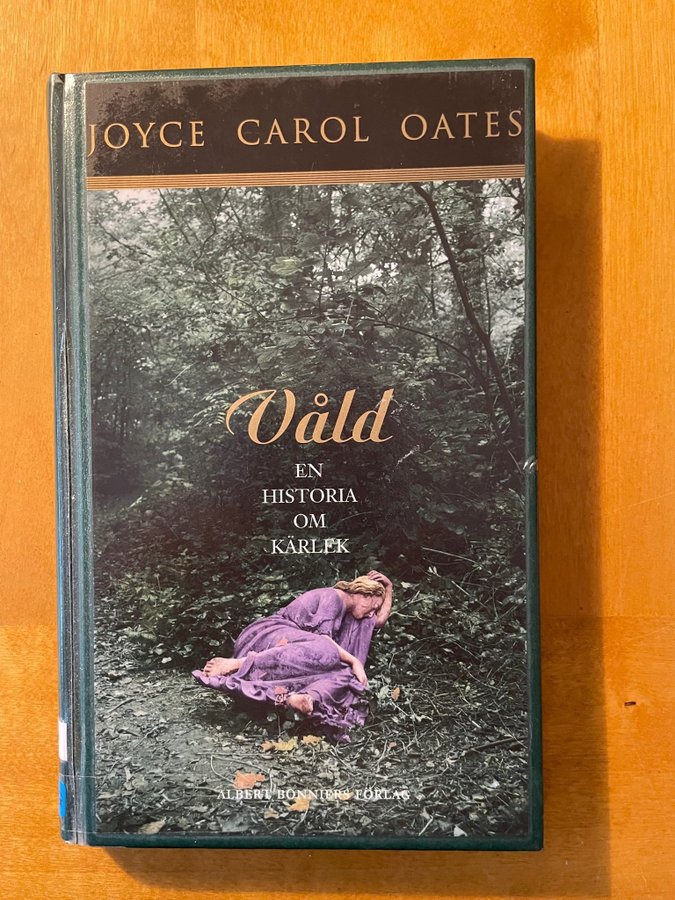 JOYCE CAROL OATES
Våld
EN
HISTORIA
OM
KÄRLEK
ALBERT BONNIERS FÖRLAG